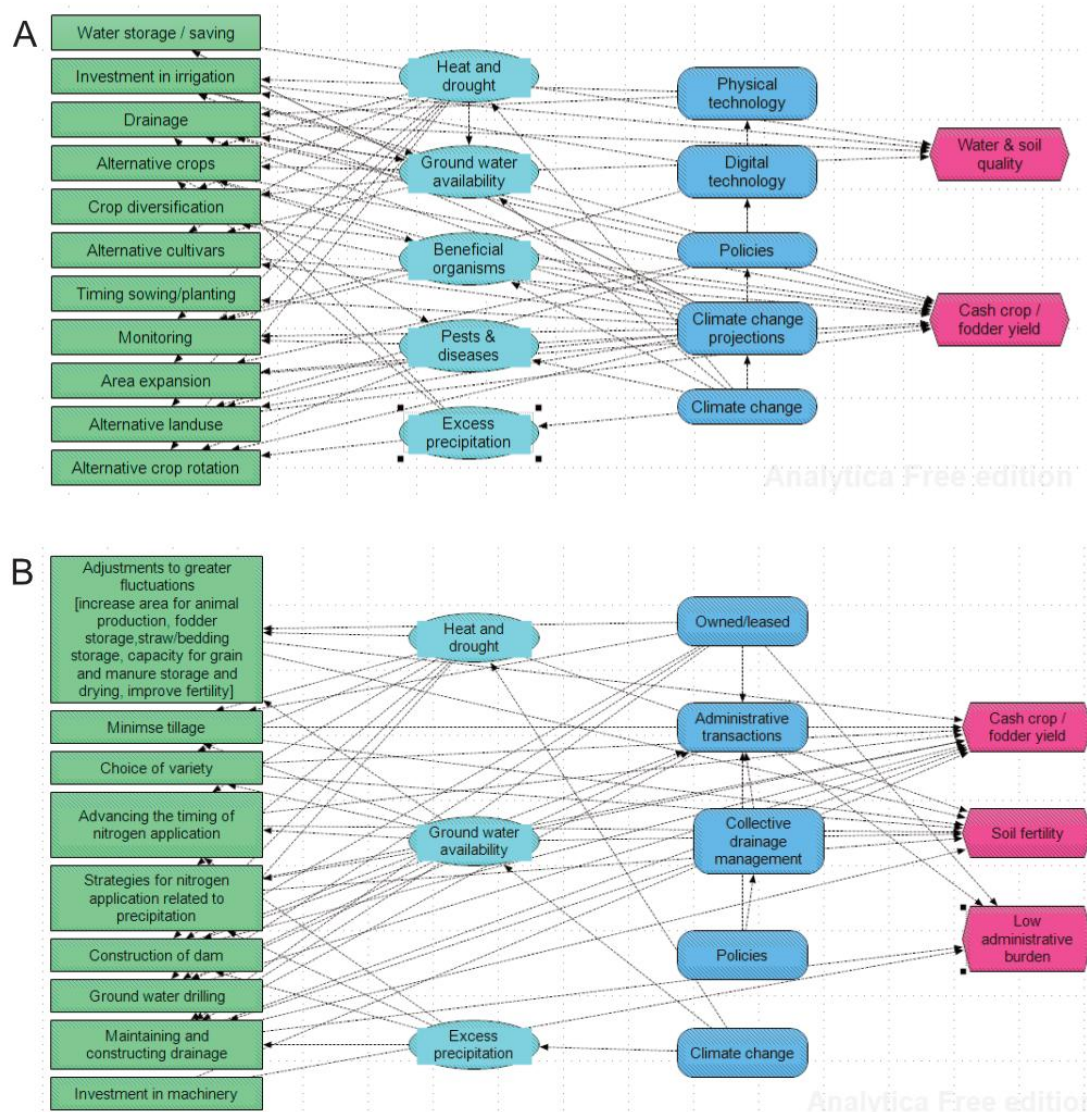 A
Water storage / saving
Investment in irrigation
Drainage
Alternative crops
Crop diversification
Alternative cultivars
Timing sowing/planting
Monitoring
Area expansion
Alternative landuse
Alternative crop rotation
Heat and
drought
Ground water
availability
Beneficial
organisms
Pests &
diseases
Excess
precipitation
Physical
technology
Digital
technology
Policies
Climate change
projections
Climate change
Water & soil
quality
Cash crop /
fodder yield
Analytica Free edition
B
Adjustments to greater
fluctuations
[increase area for animal
production, fodder
storage,straw/bedding
storage, capacity for grain
and manure storage and
drying, improve fertility]
Minimse tillage
Choice of variety
Advancing the timing of
nitrogen application
Strategies for nitrogen
application related to
precipitation
Construction of dam
Ground water drilling
Maintaining and
constructing drainage
Investment in machinery
Heat and
drought
Ground water
availability
Excess
precipitation
Owned/leased
Administrative
transactions
Collective
drainage
management
Policies
Climate change
Cash crop /
fodder yield
Soil fertility
Low
administrative
burden
Analytica Free edition